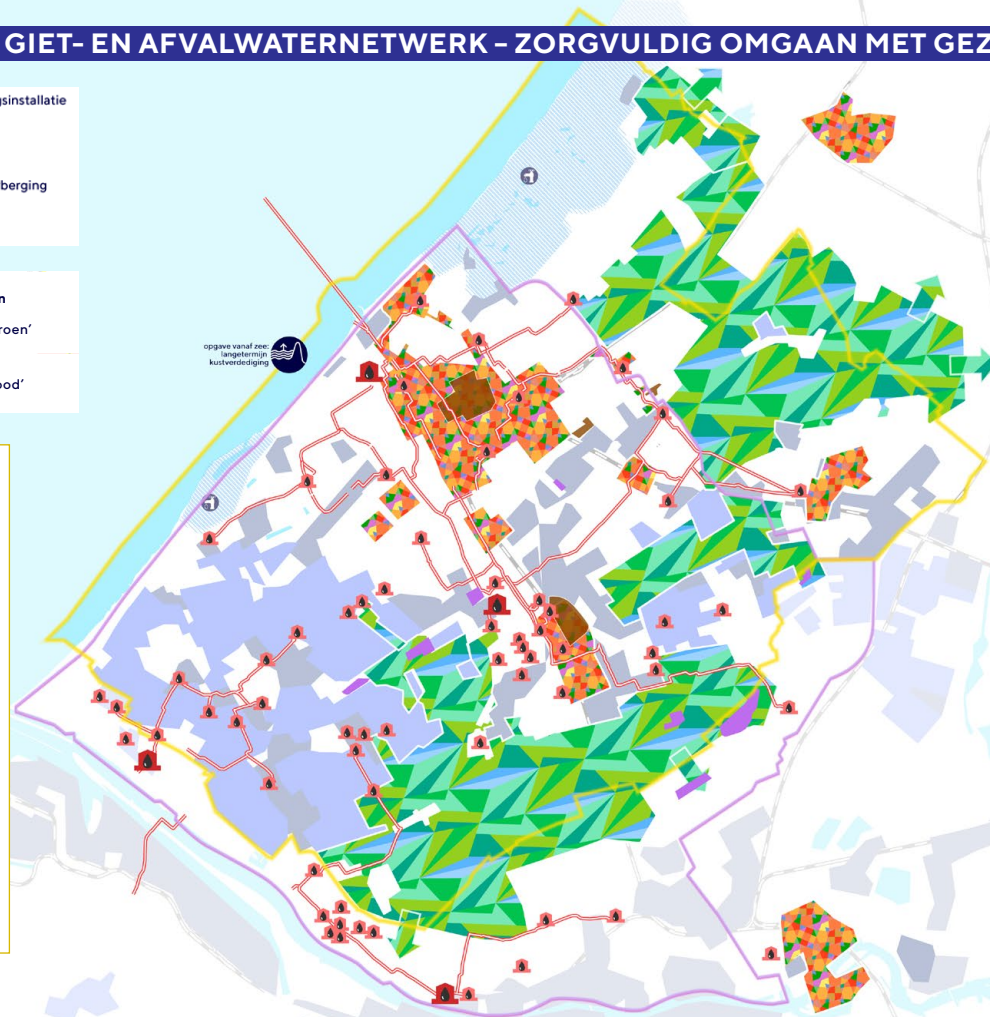 GIET- EN AFVALWATERNETWERK – ZORGVULDIG OMGAAN MET GEZ
gsinstallatie
berging
n
roen’
ood’
opgave vanaf zee:
langetermijn
kustverdediging